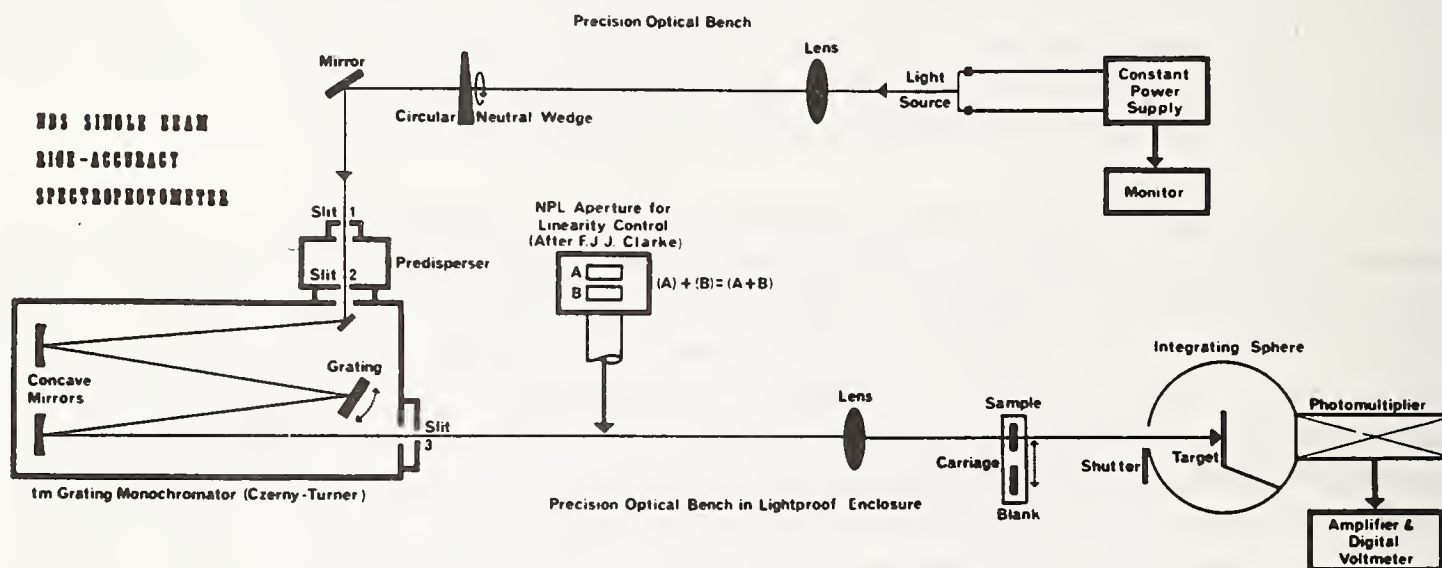 Precision Optical Bench
Mirror
Lens
Light
Source
Constant
Power
Supply
Circular Neutral Wedge
NBS SINGLE BEAM
HIGH-ACCURACY
SPECTROPHOTOMETER
Monitor
Slit 1
Predisperser
Slit 2
NPL Aperture for
Linearity Control
(After F.J.J. Clarke)
A
B
(A) + (B) = (A+B)
Grating
Concave
Mirrors
Slit
3
Lens
Sample
Carriage
Blank
Integrating Sphere
Shutter
Target
Photomultiplier
1m Grating Monochromator (Czerny-Turner)
Precision Optical Bench in Lightproof Enclosure
Amplifier &
Digital
Voltmeter